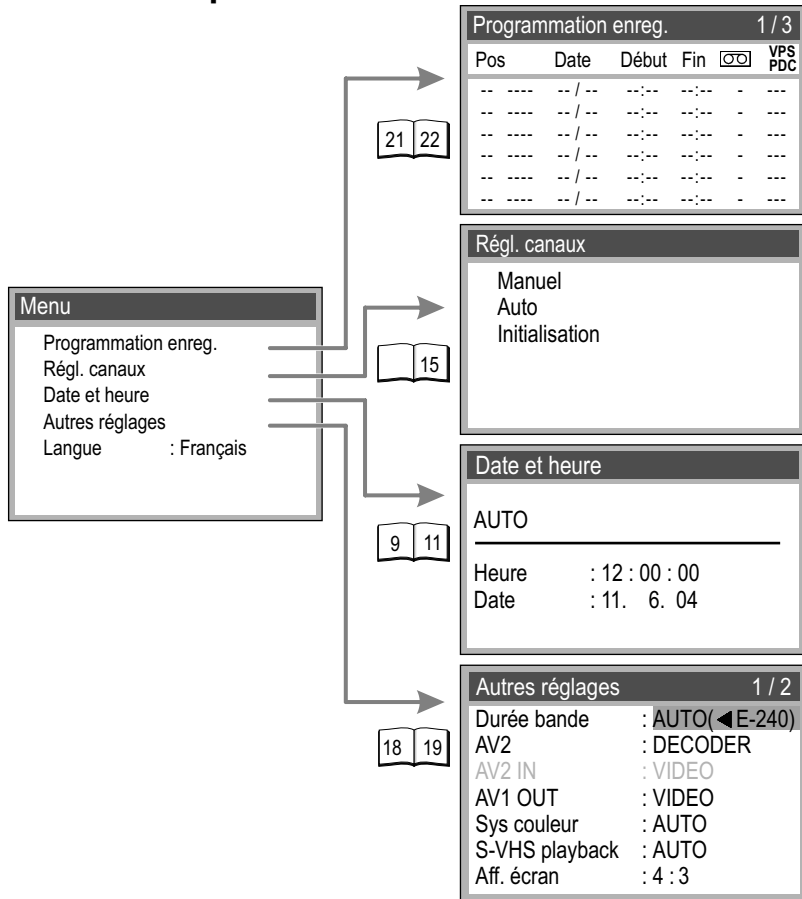 Menu
Programmation enreg.
Régl. canaux
Date et heure
Autres réglages
Langue : Français
21 22
Programmation enreg. 1 / 3
Pos Date Début Fin VPS PDC
-- ---- -- / -- --:-- --:-- - ---
-- ---- -- / -- --:-- --:-- - ---
-- ---- -- / -- --:-- --:-- - ---
-- ---- -- / -- --:-- --:-- - ---
-- ---- -- / -- --:-- --:-- - ---
-- ---- -- / -- --:-- --:-- - ---
15
Régl. canaux
Manuel
Auto
Initialisation
9 11
Date et heure
AUTO
Heure : 12 : 00 : 00
Date : 11. 6. 04
18 19
Autres réglages 1 / 2
Durée bande : AUTO(◀E-240)
AV2 : DECODER
AV2 IN : VIDEO
AV1 OUT : VIDEO
Sys couleur : AUTO
S-VHS playback : AUTO
Aff. écran : 4 : 3